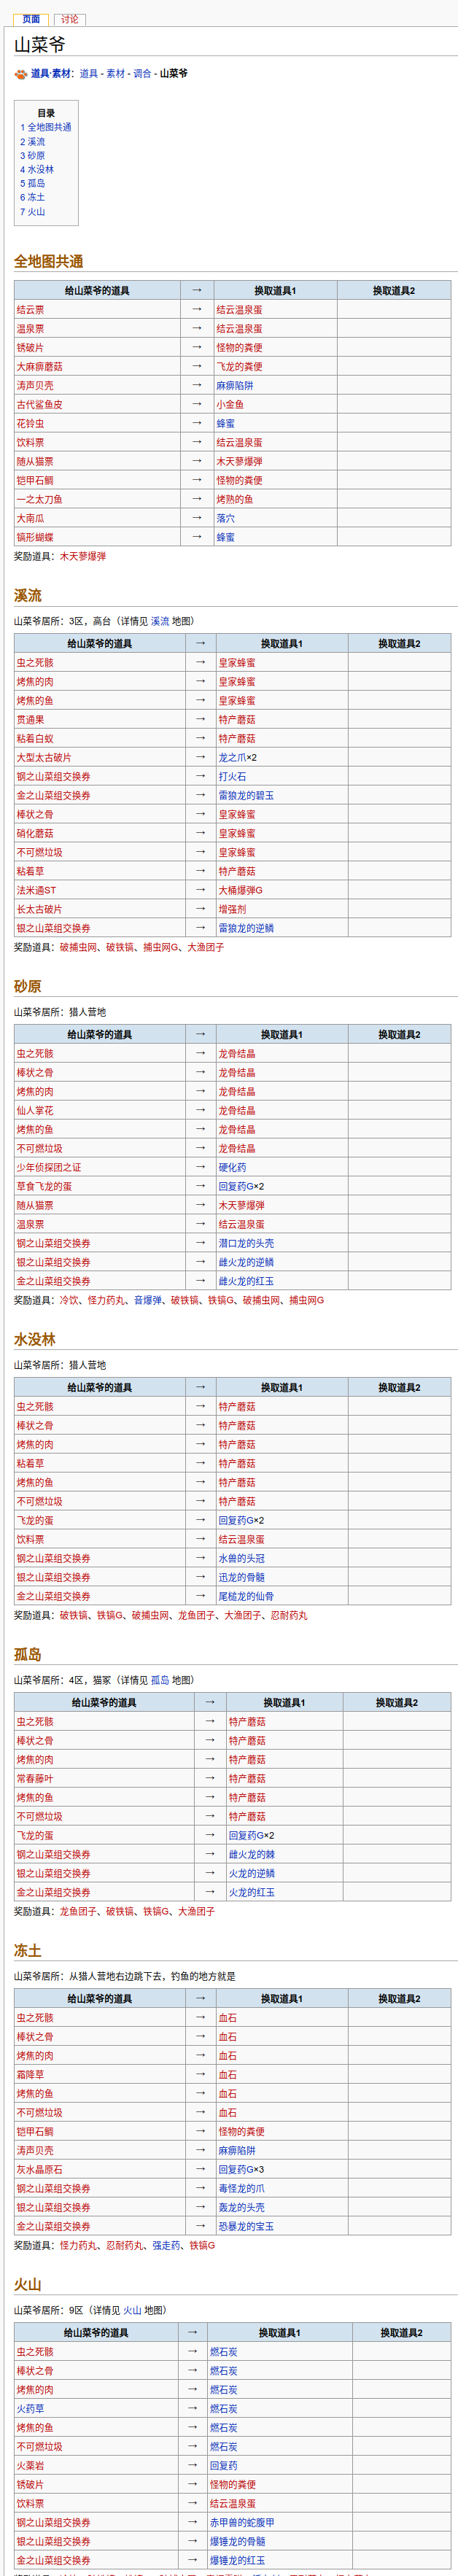 页面 讨论
山菜爷
道具·素材：道具 - 素材 - 调合 - 山菜爷
目录
1 全地图共通
2 溪流
3 砂原
4 水没林
5 孤岛
6 冻土
7 火山
全地图共通
给山菜爷的道具 → 换取道具1 换取道具2
结云票 → 结云温泉蛋
温泉票 → 结云温泉蛋
锈破片 → 怪物的粪便
大麻痹蘑菇 → 飞龙的粪便
涛声贝壳 → 麻痹陷阱
古代鲨鱼皮 → 小金鱼
花铃虫 → 蜂蜜
饮料票 → 结云温泉蛋
随从猫票 → 木天蓼爆弹
铠甲石鲷 → 怪物的粪便
一之太刀鱼 → 烤熟的鱼
大南瓜 → 落穴
镐形蝴蝶 → 蜂蜜
奖励道具：木天蓼爆弹
溪流
山菜爷居所：3区，高台（详情见 溪流 地图）
给山菜爷的道具 → 换取道具1 换取道具2
虫之死骸 → 皇家蜂蜜
烤焦的肉 → 皇家蜂蜜
烤焦的鱼 → 皇家蜂蜜
贯通果 → 特产蘑菇
粘着白蚁 → 特产蘑菇
大型太古破片 → 龙之爪×2
钢之山菜组交换券 → 打火石
金之山菜组交换券 → 雷狼龙的碧玉
棒状之骨 → 皇家蜂蜜
硝化蘑菇 → 皇家蜂蜜
不可燃垃圾 → 皇家蜂蜜
粘着草 → 特产蘑菇
法米通ST → 大桶爆弹G
长太古破片 → 增强剂
银之山菜组交换券 → 雷狼龙的逆鳞
奖励道具：破捕虫网、破铁镐、捕虫网G、大渔团子
砂原
山菜爷居所：猎人营地
给山菜爷的道具 → 换取道具1 换取道具2
虫之死骸 → 龙骨结晶
棒状之骨 → 龙骨结晶
烤焦的肉 → 龙骨结晶
仙人掌花 → 龙骨结晶
烤焦的鱼 → 龙骨结晶
不可燃垃圾 → 龙骨结晶
少年侦探团之证 → 硬化药
草食飞龙的蛋 → 回复药G×2
随从猫票 → 木天蓼爆弹
温泉票 → 结云温泉蛋
钢之山菜组交换券 → 潜口龙的头壳
银之山菜组交换券 → 雌火龙的逆鳞
金之山菜组交换券 → 雌火龙的红玉
奖励道具：冷饮、怪力药丸、音爆弹、破铁镐、铁镐G、破捕虫网、捕虫网G
水没林
山菜爷居所：猎人营地
给山菜爷的道具 → 换取道具1 换取道具2
虫之死骸 → 特产蘑菇
棒状之骨 → 特产蘑菇
烤焦的肉 → 特产蘑菇
粘着草 → 特产蘑菇
烤焦的鱼 → 特产蘑菇
不可燃垃圾 → 特产蘑菇
飞龙的蛋 → 回复药G×2
饮料票 → 结云温泉蛋
钢之山菜组交换券 → 水兽的头冠
银之山菜组交换券 → 迅龙的骨髓
金之山菜组交换券 → 尾槌龙的仙骨
奖励道具：破铁镐、铁镐G、破捕虫网、龙鱼团子、大渔团子、忍耐药丸
孤岛
山菜爷居所：4区，猫冢（详情见 孤岛 地图）
给山菜爷的道具 → 换取道具1 换取道具2
虫之死骸 → 特产蘑菇
棒状之骨 → 特产蘑菇
烤焦的肉 → 特产蘑菇
常春藤叶 → 特产蘑菇
烤焦的鱼 → 特产蘑菇
不可燃垃圾 → 特产蘑菇
飞龙的蛋 → 回复药G×2
钢之山菜组交换券 → 雌火龙的棘
银之山菜组交换券 → 火龙的逆鳞
金之山菜组交换券 → 火龙的红玉
奖励道具：龙鱼团子、破铁镐、铁镐G、大渔团子
冻土
山菜爷居所：从猎人营地右边跳下去，钓鱼的地方就是
给山菜爷的道具 → 换取道具1 换取道具2
虫之死骸 → 血石
棒状之骨 → 血石
烤焦的肉 → 血石
霜降草 → 血石
烤焦的鱼 → 血石
不可燃垃圾 → 血石
铠甲石鲷 → 怪物的粪便
涛声贝壳 → 麻痹陷阱
灰水晶原石 → 回复药G×3
钢之山菜组交换券 → 毒怪龙的爪
银之山菜组交换券 → 轰龙的头壳
金之山菜组交换券 → 恐暴龙的宝玉
奖励道具：怪力药丸、忍耐药丸、强走药、铁镐G
火山
山菜爷居所：9区（详情见 火山 地图）
给山菜爷的道具 → 换取道具1 换取道具2
虫之死骸 → 燃石炭
棒状之骨 → 燃石炭
烤焦的肉 → 燃石炭
火药草 → 燃石炭
烤焦的鱼 → 燃石炭
不可燃垃圾 → 燃石炭
火薬岩 → 回复药
锈破片 → 怪物的粪便
饮料票 → 结云温泉蛋
钢之山菜组交换券 → 赤甲兽的蛇腹甲
银之山菜组交换券 → 爆锤龙的骨髓
金之山菜组交换券 → 爆锤龙的红玉